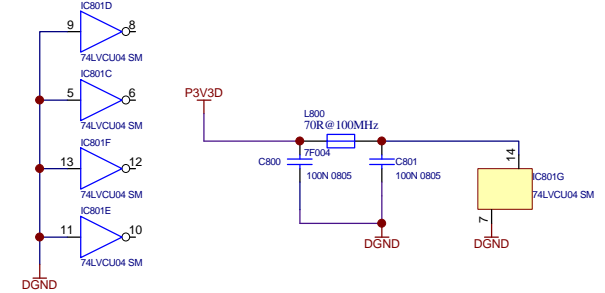 IC801D
9
8
74LVCU04 SM
IC801C
5
6
74LVCU04 SM
IC801F
13
12
74LVCU04 SM
IC801E
11
10
74LVCU04 SM
DGND
P3V3D
L800
70R@100MHz
7F004
C800
100N 0805
C801
100N 0805
DGND
14
IC801G
74LVCU04 SM
7
DGND